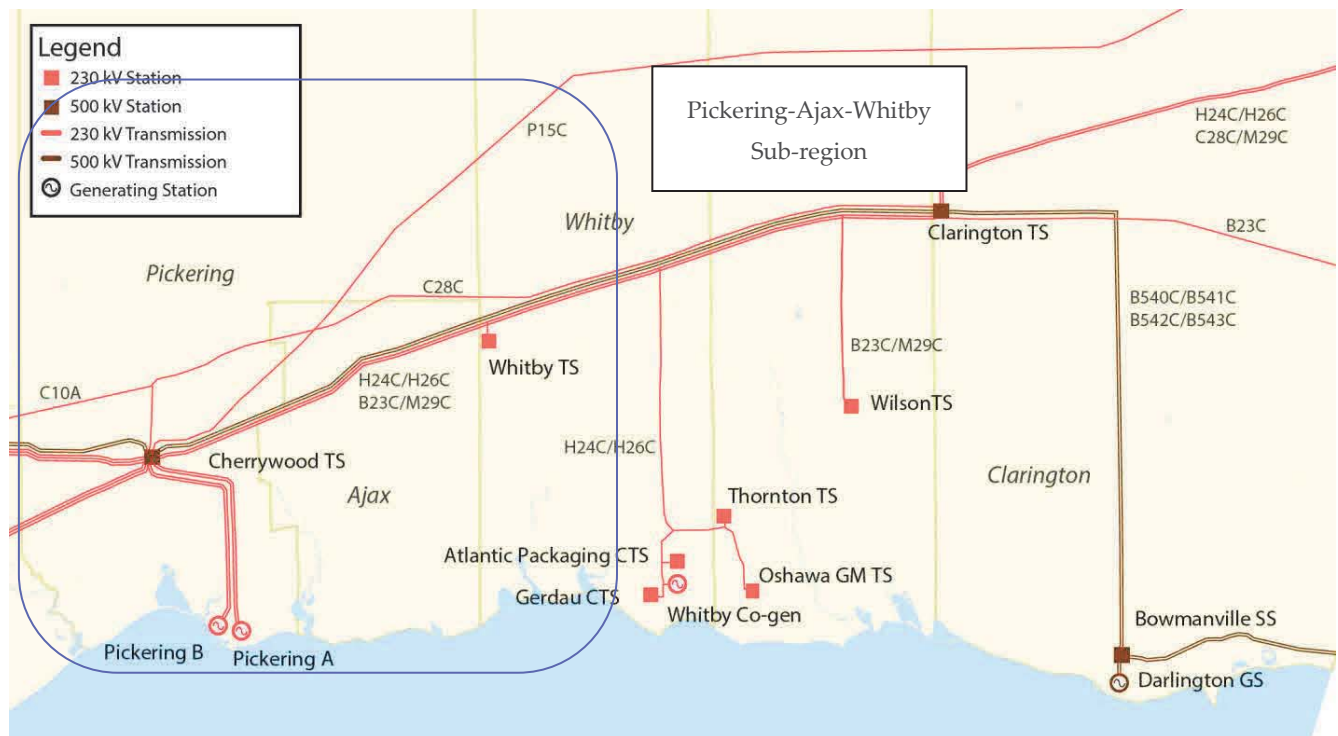 Legend
230 kV Station
500 kV Station
230 kV Transmission
500 kV Transmission
Generating Station
Pickering-Ajax-Whitby
Sub-region
H24C/H26C
C28C/M29C
P15C
Whitby
Clarington TS
B23C
Pickering
C28C
B540C/B541C
B542C/B543C
Whitby TS
B23C/M29C
H24C/H26C
B23C/M29C
C10A
WilsonTS
H24C/H26C
Cherrywood TS
Ajax
Clarington
Thornton TS
Atlantic Packaging CTS
Oshawa GM TS
Gerdau CTS
Whitby Co-gen
Bowmanville SS
Pickering B
Pickering A
Darlington GS